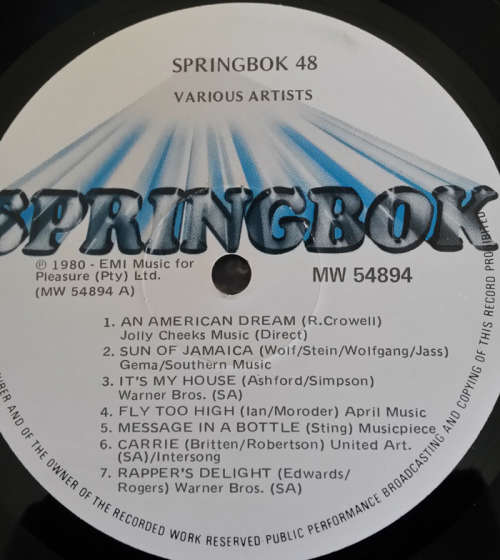 SPRINGBOK 48
VARIOUS ARTISTS
SPRINGBOK
℗ 1980 - EMI Music for
Pleasure (Pty) Ltd.
(MW 54894 A)
MW 54894
1. AN AMERICAN DREAM (R.Crowell)
Jolly Cheeks Music (Direct)
2. SUN OF JAMAICA (Wolf/Stein/Wolfgang/Jass)
Gema/Southern Music
3. IT'S MY HOUSE (Ashford/Simpson)
Warner Bros. (SA)
4. FLY TOO HIGH (Ian/Moroder) April Music
5. MESSAGE IN A BOTTLE (Sting) Musicpiece
6. CARRIE (Britten/Robertson) United Art.
(SA)/Intersong
7. RAPPER'S DELIGHT (Edwards/
Rogers) Warner Bros. (SA)
AND OF THE OWNER OF THE RECORDED WORK RESERVED PUBLIC PERFORMANCE BROADCASTING AND COPYING OF THIS RECORD PROHIBITED